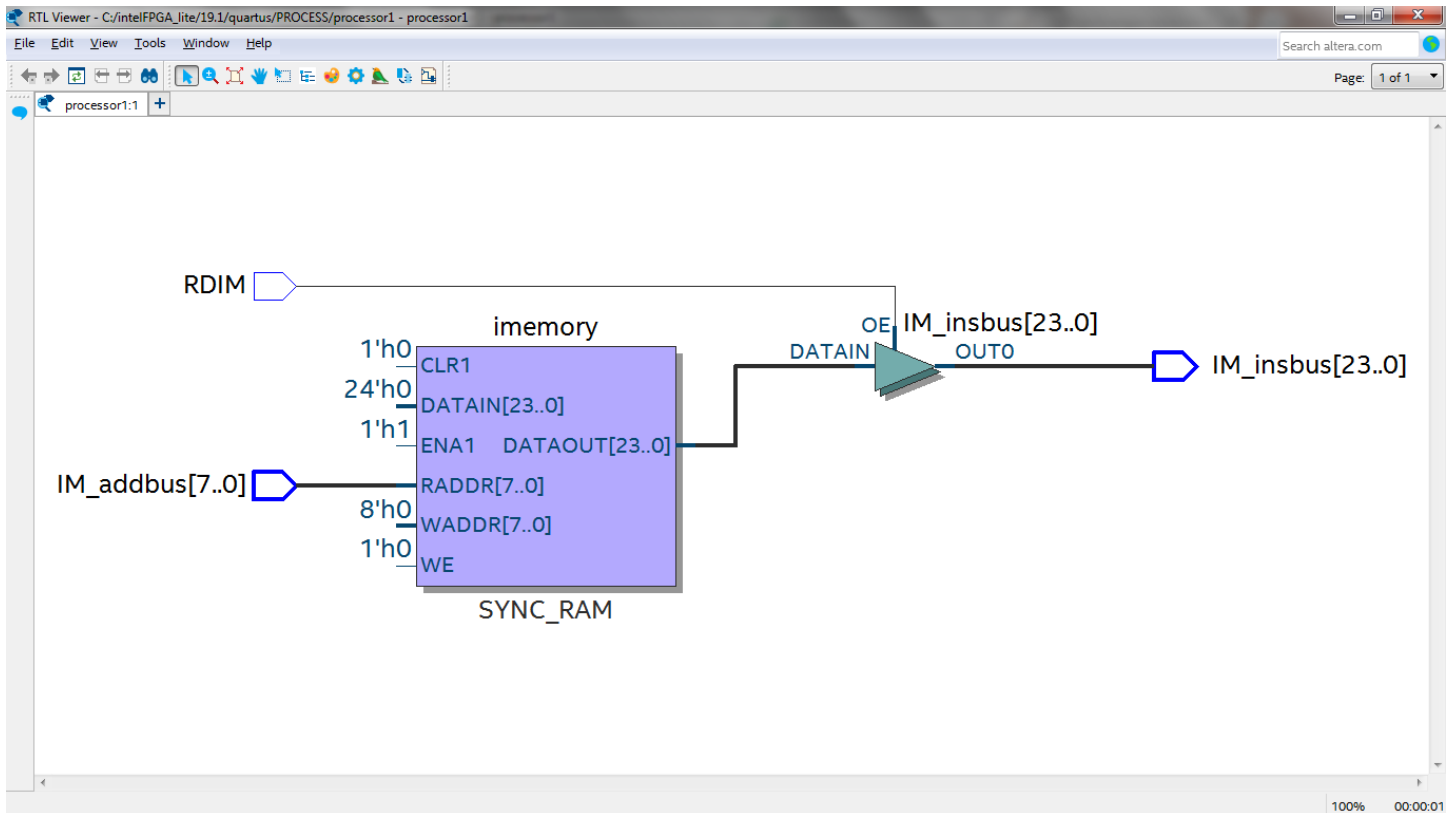 RTL Viewer - C:/intelFPGA_lite/19.1/quartus/PROCESS/processor1 - processor1
File Edit View Tools Window Help
Search altera.com
Page: 1 of 1
processor1:1
RDIM
imemory
OE
IM_insbus[23..0]
1'h0
CLR1
DATAIN
OUT0
IM_insbus[23..0]
24'h0
DATAIN[23..0]
1'h1
ENA1 DATAOUT[23..0]
IM_addbus[7..0]
RADDR[7..0]
8'h0
WADDR[7..0]
1'h0
WE
SYNC_RAM
100% 00:00:01